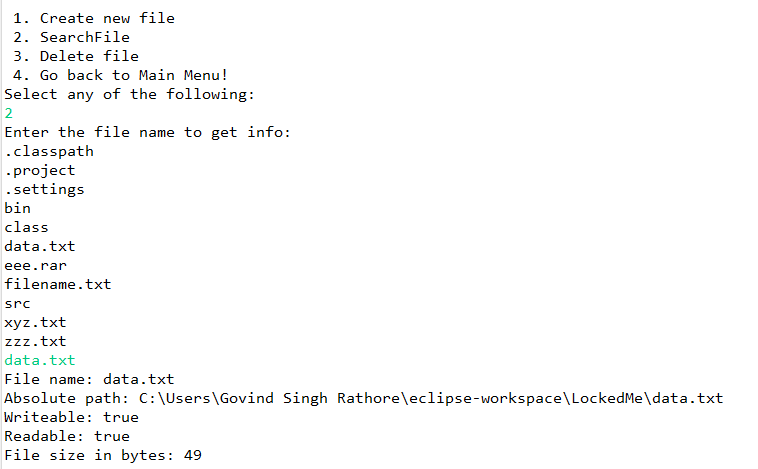 1. Create new file
2. SearchFile
3. Delete file
4. Go back to Main Menu!
Select any of the following:
2
Enter the file name to get info:
.classpath
.project
.settings
bin
class
data.txt
eee.rar
filename.txt
src
xyz.txt
zzz.txt
data.txt
File name: data.txt
Absolute path: C:\Users\Govind Singh Rathore\eclipse-workspace\LockedMe\data.txt
Writeable: true
Readable: true
File size in bytes: 49